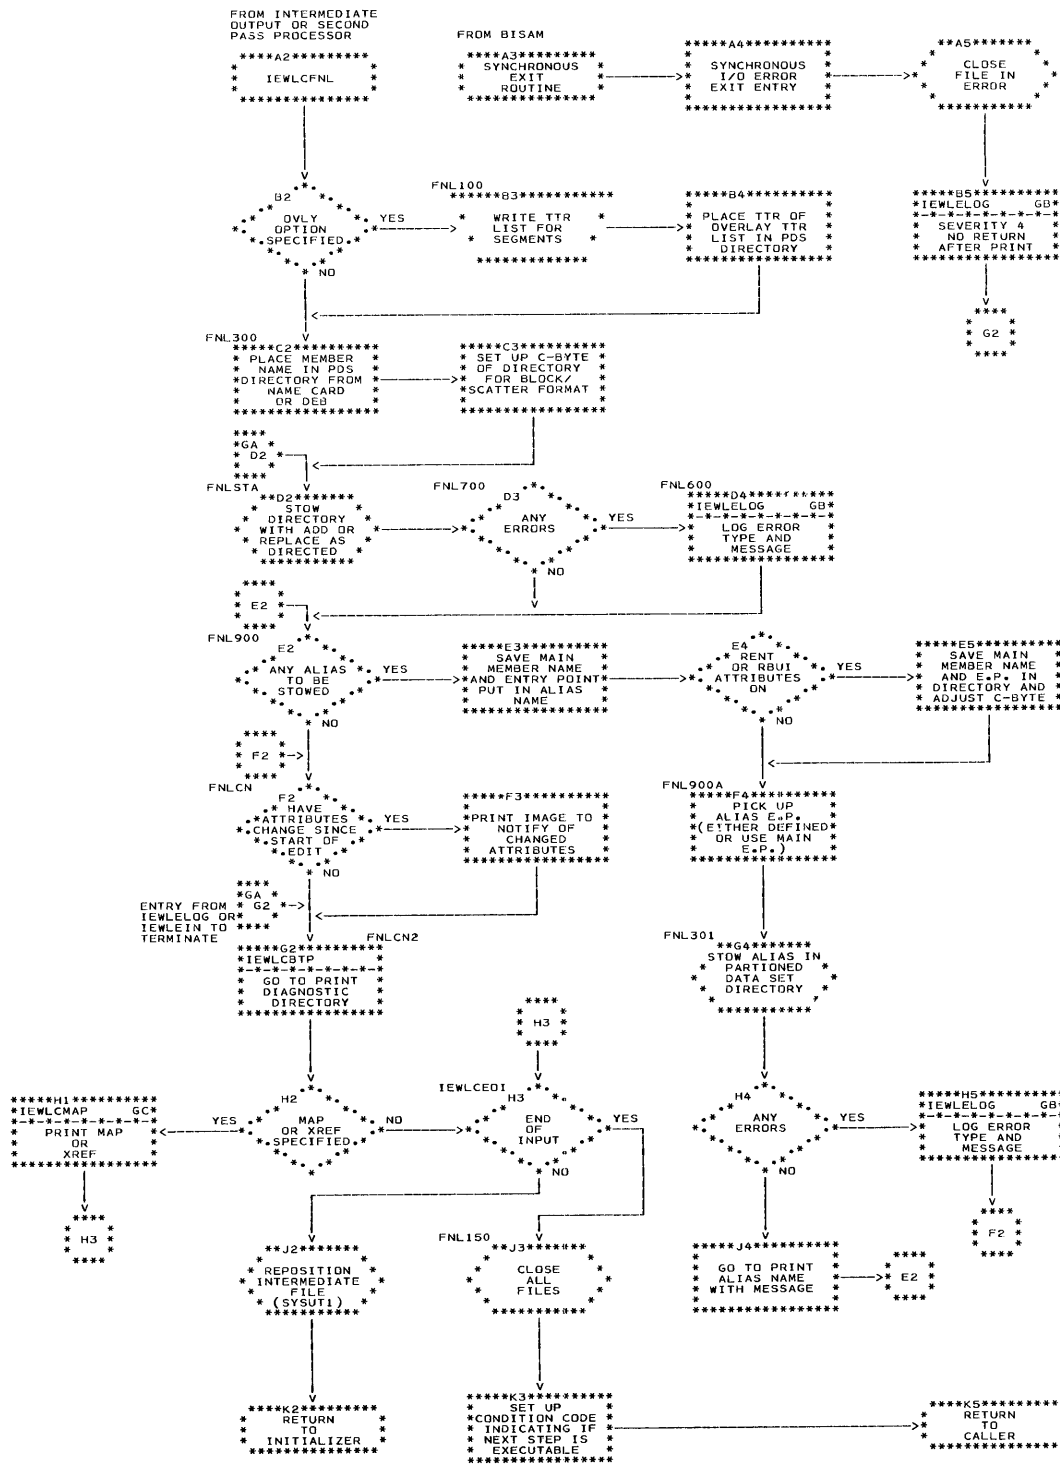 FROM INTERMEDIATE
OUTPUT OR SECOND
PASS PROCESSOR
FROM BISAM
A2
IEWLCFNL
A3
SYNCHRONOUS
EXIT
ROUTINE
A4
SYNCHRONOUS
I/O ERROR
EXIT ENTRY
A5
CLOSE
FILE IN
ERROR
B2
OVLY
OPTION
SPECIFIED
YES
NO
FNL100
B3
WRITE TTR
LIST FOR
SEGMENTS
B4
PLACE TTR OF
OVERLAY TTR
LIST IN PDS
DIRECTORY
B5
IEWLELOG GB
SEVERITY 4
NO RETURN
AFTER PRINT
G2
FNL300
C2
PLACE MEMBER
NAME IN PDS
DIRECTORY FROM
NAME CARD
OR DEB
C3
SET UP C-BYTE
OF DIRECTORY
FOR BLOCK/
SCATTER FORMAT
GA
D2
FNLSTA
D2
STOW
DIRECTORY
WITH ADD OR
REPLACE AS
DIRECTED
FNL700
D3
ANY
ERRORS
YES
NO
FNL600
D4
IEWLELOG GB
LOG ERROR
TYPE AND
MESSAGE
E2
FNL900
E2
ANY ALIAS
TO BE
STOWED
YES
NO
E3
SAVE MAIN
MEMBER NAME
AND ENTRY POINT
PUT IN ALIAS
NAME
E4
RENT
OR RBUI
ATTRIBUTES
ON
YES
NO
E5
SAVE MAIN
MEMBER NAME
AND E.P. IN
DIRECTORY AND
ADJUST C-BYTE
F2
FNLCN
F2
HAVE
ATTRIBUTES
CHANGE SINCE
START OF
EDIT
YES
NO
F3
PRINT IMAGE TO
NOTIFY OF
CHANGED
ATTRIBUTES
FNL900A
F4
PICK UP
ALIAS E.P.
(EITHER DEFINED
OR USE MAIN
E.P.)
GA
G2
ENTRY FROM
IEWLELOG OR
IEWLEIN TO
TERMINATE
FNLCN2
G2
IEWLCBTP
GO TO PRINT
DIAGNOSTIC
DIRECTORY
FNL301
G4
STOW ALIAS IN
PARTIONED
DATA SET
DIRECTORY
H3
H1
IEWLCMAP GC
PRINT MAP
OR
XREF
H3
H2
MAP
OR XREF
SPECIFIED
YES
NO
IEWLCEDI
H3
END
OF
INPUT
YES
NO
H4
ANY
ERRORS
YES
NO
H5
IEWLELOG GB
LOG ERROR
TYPE AND
MESSAGE
F2
J2
REPOSITION
INTERMEDIATE
FILE
(SYSUT1)
FNL150
J3
CLOSE
ALL
FILES
J4
GO TO PRINT
ALIAS NAME
WITH MESSAGE
E2
K2
RETURN
TO
INITIALIZER
K3
SET UP
CONDITION CODE
INDICATING IF
NEXT STEP IS
EXECUTABLE
K5
RETURN
TO
CALLER